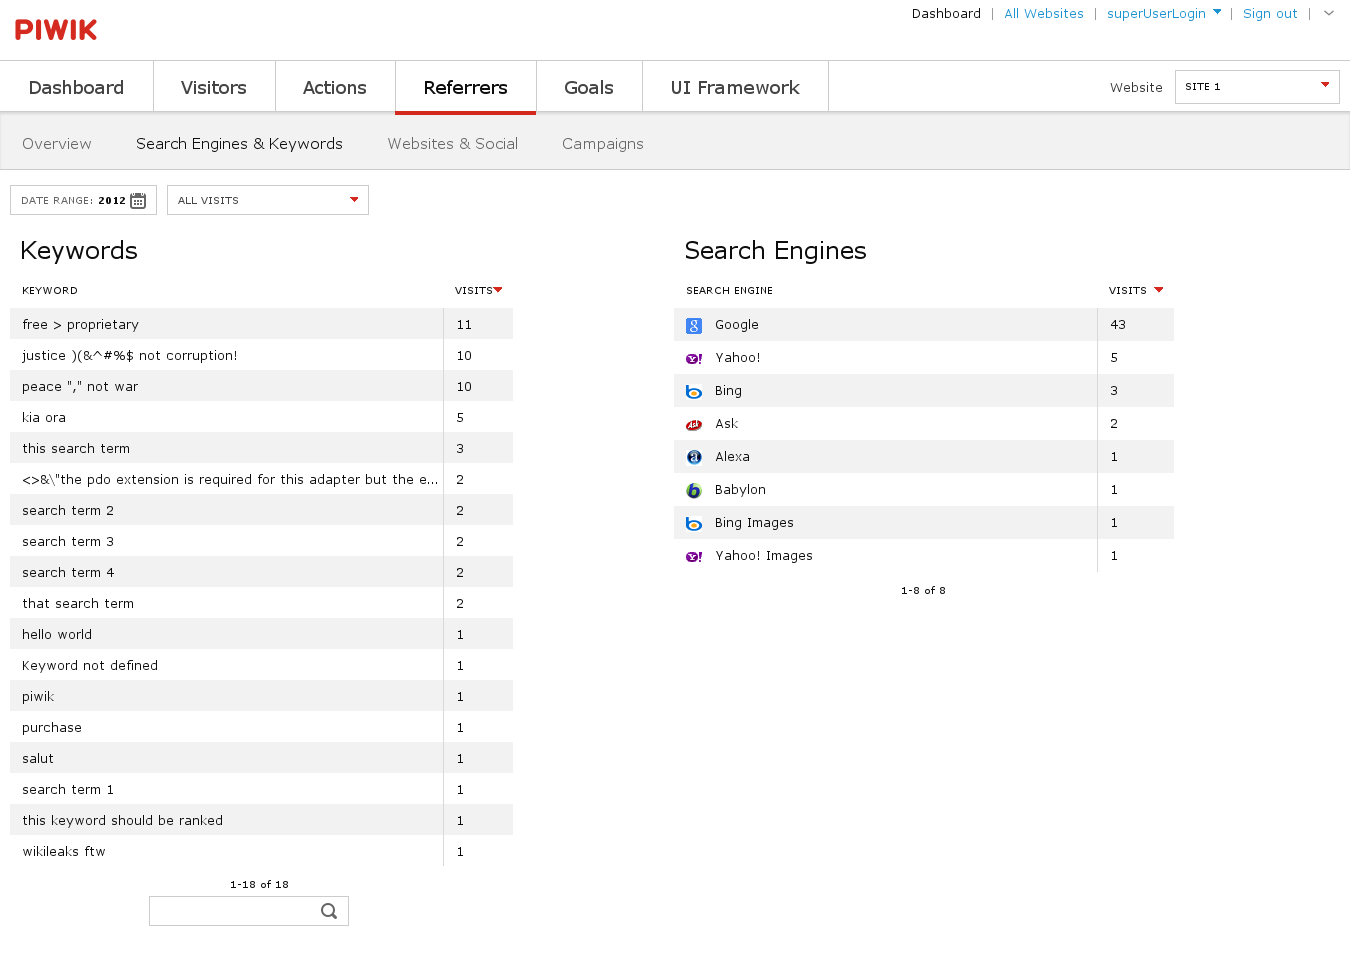 PIWIK
Dashboard | All Websites | superUserLogin | Sign out |
Dashboard Visitors Actions Referrers Goals UI Framework Website SITE 1
Overview Search Engines & Keywords Websites & Social Campaigns
DATE RANGE: 2012 ALL VISITS
Keywords
KEYWORD VISITS
free > proprietary 11
justice )(&^#%$ not corruption! 10
peace "," not war 10
kia ora 5
this search term 3
<>&\"the pdo extension is required for this adapter but the e... 2
search term 2 2
search term 3 2
search term 4 2
that search term 2
hello world 1
Keyword not defined 1
piwik 1
purchase 1
salut 1
search term 1 1
this keyword should be ranked 1
wikileaks ftw 1
1-18 of 18
Search Engines
SEARCH ENGINE VISITS
Google 43
Yahoo! 5
Bing 3
Ask 2
Alexa 1
Babylon 1
Bing Images 1
Yahoo! Images 1
1-8 of 8